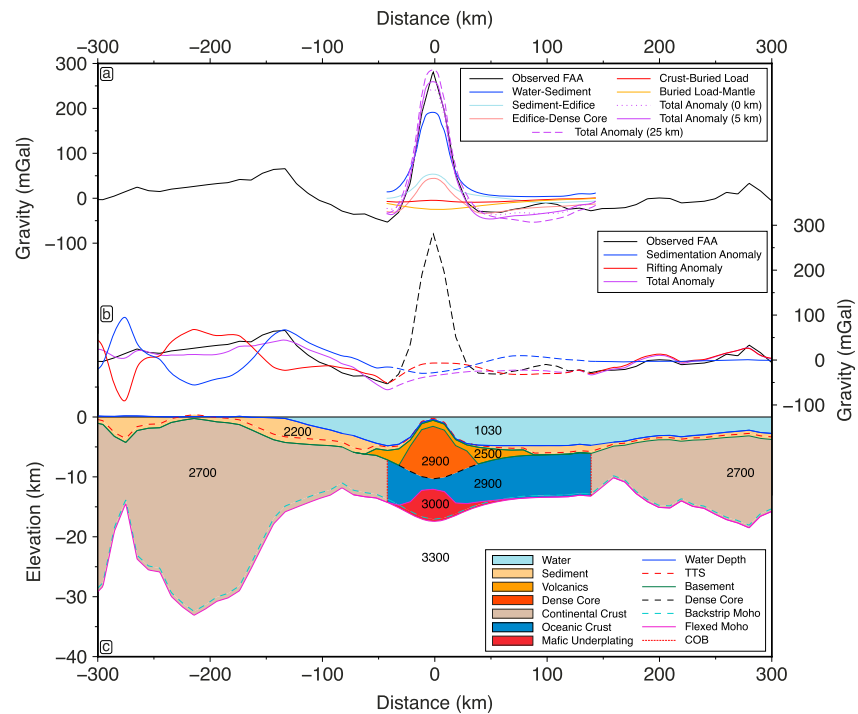 Distance (km)
−300 −200 −100 0 100 200 300
a
300
200
100
0
−100
Gravity (mGal)
Observed FAA
Water-Sediment
Sediment-Edifice
Edifice-Dense Core
Crust-Buried Load
Buried Load-Mantle
Total Anomaly (0 km)
Total Anomaly (5 km)
Total Anomaly (25 km)
300
200
100
0
−100
Gravity (mGal)
Observed FAA
Sedimentation Anomaly
Rifting Anomaly
Total Anomaly
b
0
−10
−20
−30
−40
Elevation (km)
2200
1030
2500
2900
2700
2900
2700
3000
3300
Water
Sediment
Volcanics
Dense Core
Continental Crust
Oceanic Crust
Mafic Underplating
Water Depth
TTS
Basement
Dense Core
Backstrip Moho
Flexed Moho
COB
c
−300 −200 −100 0 100 200 300
Distance (km)